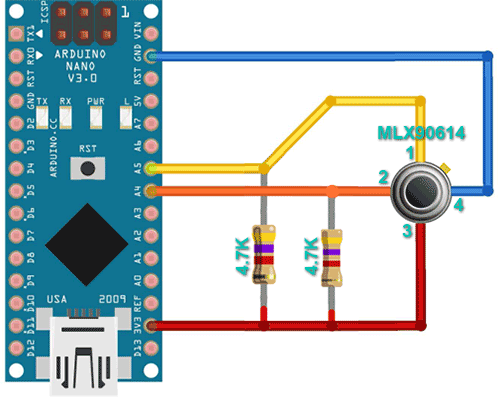 ICSP
1
TX1
RX0
RST
GND
D2
D3
D4
D5
D6
D7
D8
D9
D10
D11
D12
VIN
GND
RST
5V
A7
A6
A5
A4
A3
A2
A1
A0
REF
3V3
D13
ARDUINO
NANO
V3.0
TX RX PWR L
RST
ARDUINO.CC
USA 2009
4.7K
4.7K
MLX90614
1
2
3
4